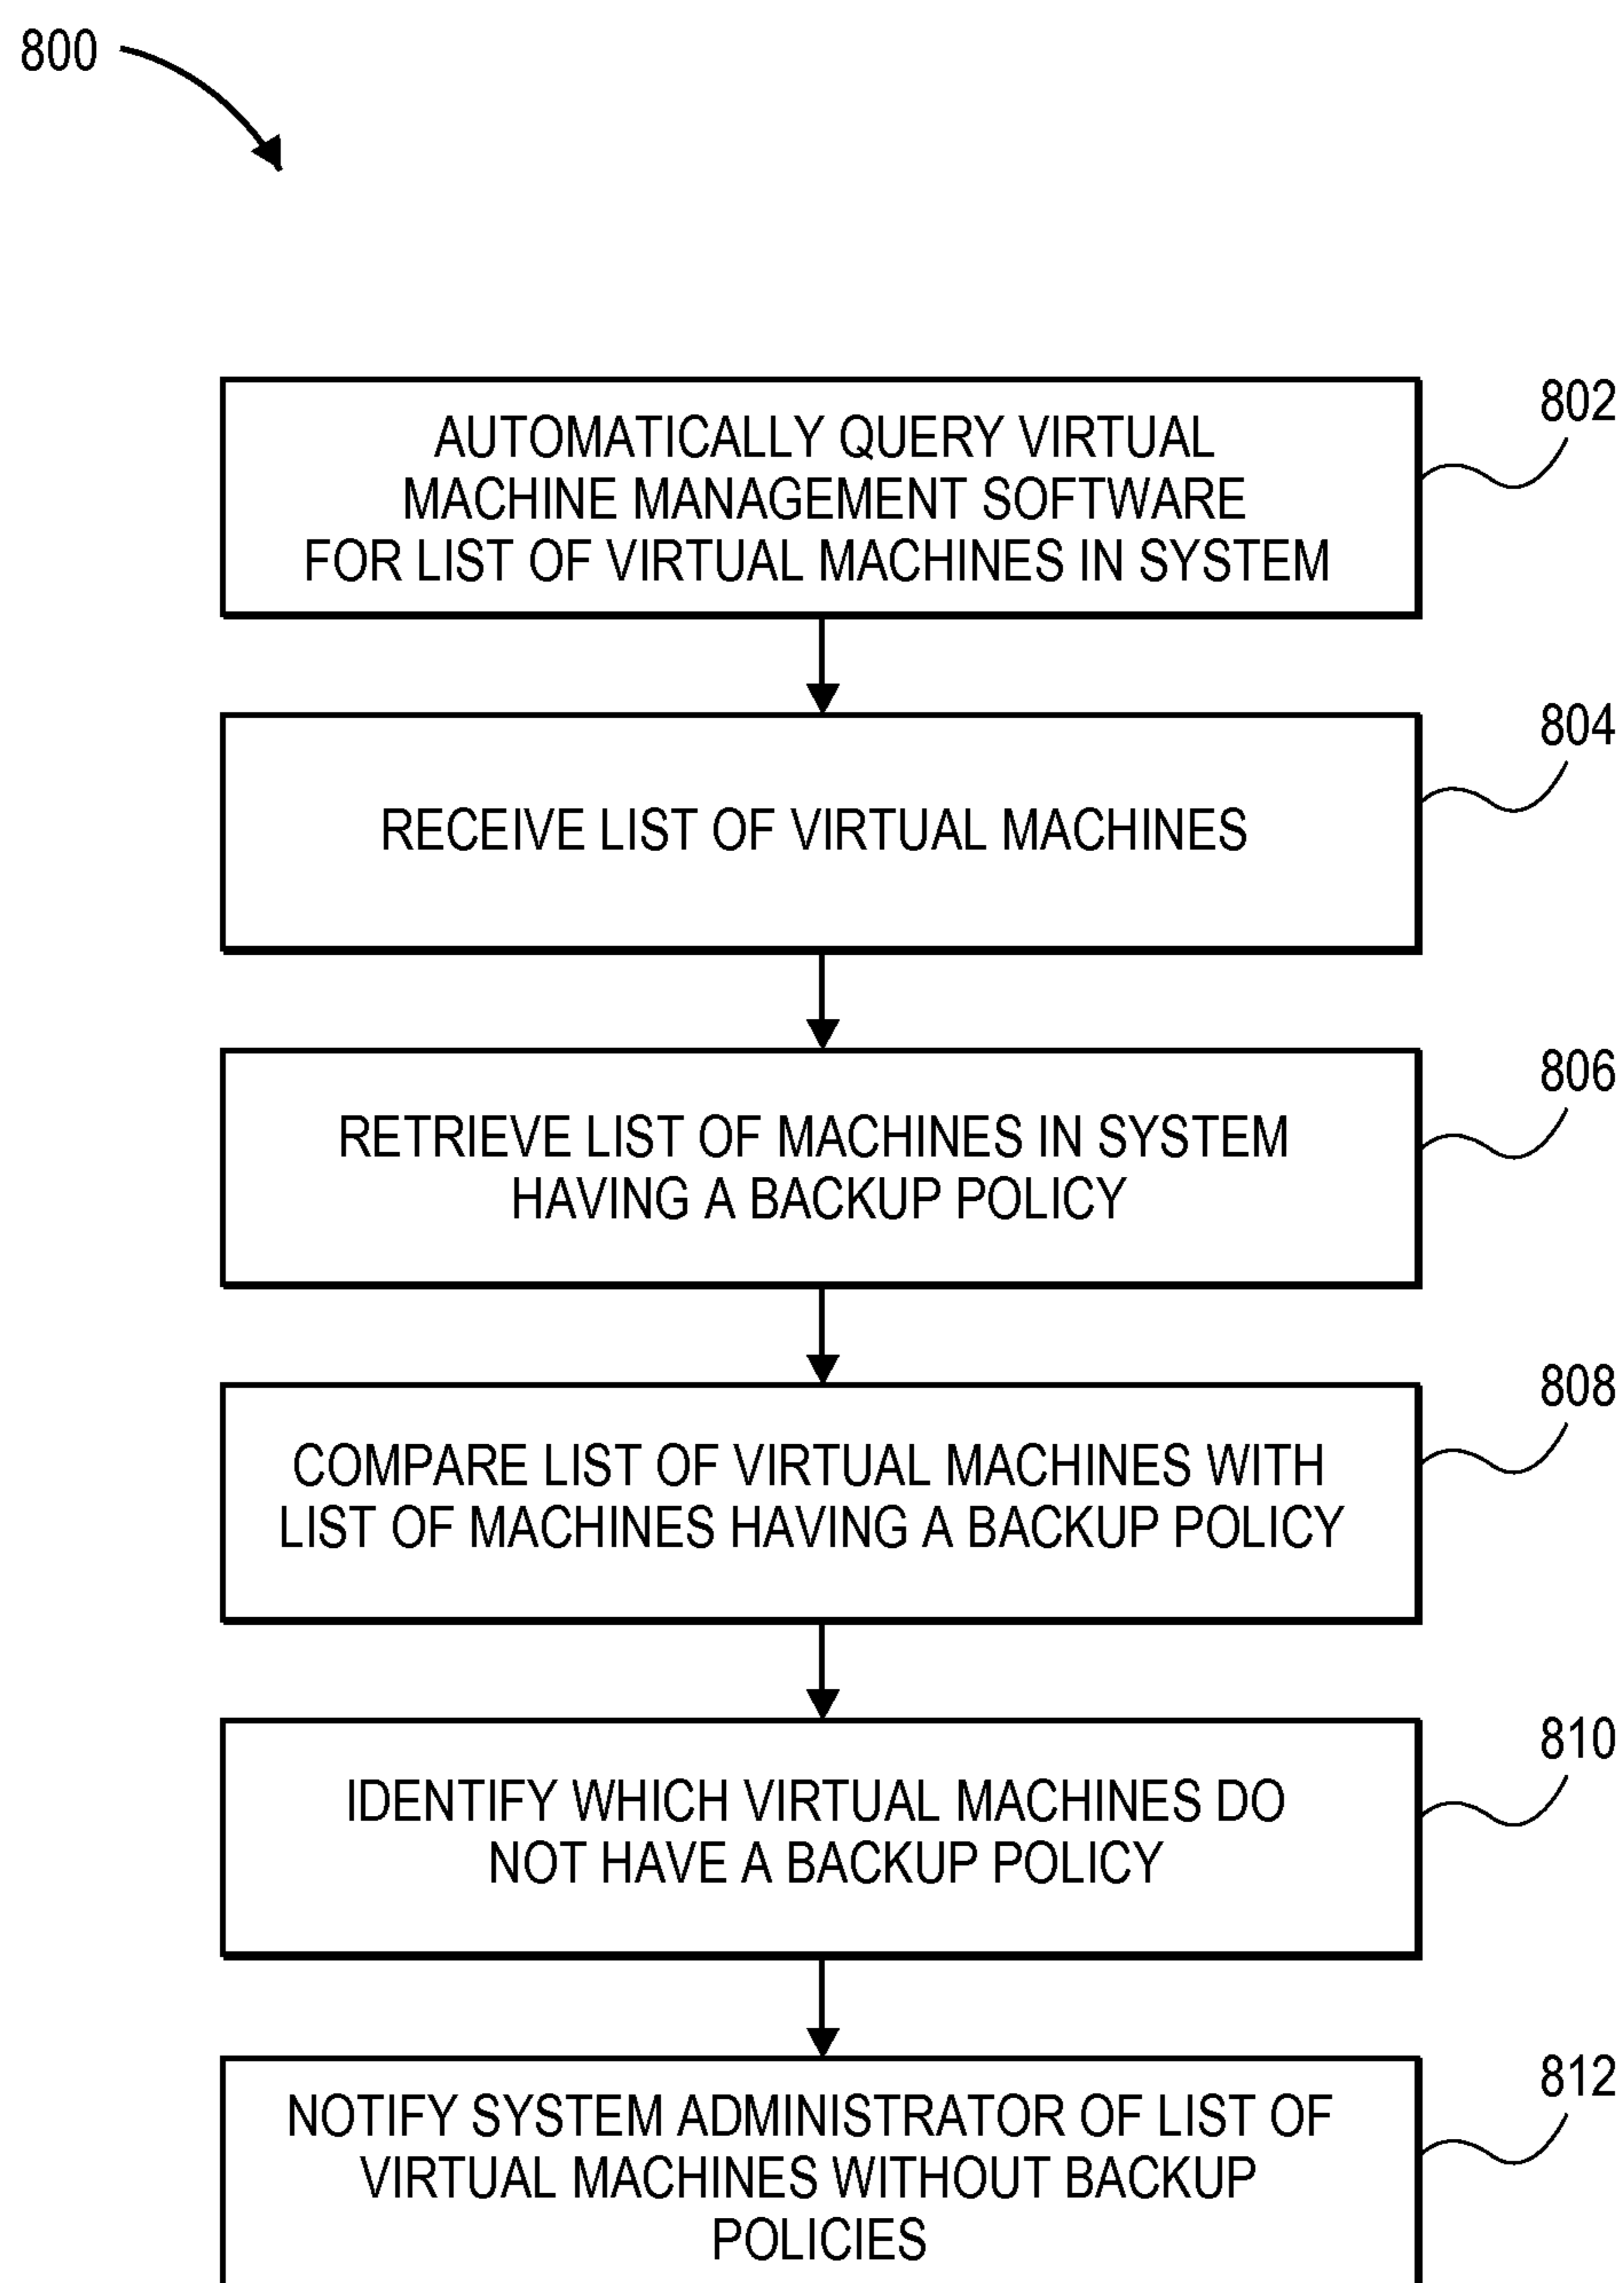 800
802
AUTOMATICALLY QUERY VIRTUAL
MACHINE MANAGEMENT SOFTWARE
FOR LIST OF VIRTUAL MACHINES IN SYSTEM
804
RECEIVE LIST OF VIRTUAL MACHINES
806
RETRIEVE LIST OF MACHINES IN SYSTEM
HAVING A BACKUP POLICY
808
COMPARE LIST OF VIRTUAL MACHINES WITH
LIST OF MACHINES HAVING A BACKUP POLICY
810
IDENTIFY WHICH VIRTUAL MACHINES DO
NOT HAVE A BACKUP POLICY
812
NOTIFY SYSTEM ADMINISTRATOR OF LIST OF
VIRTUAL MACHINES WITHOUT BACKUP
POLICIES